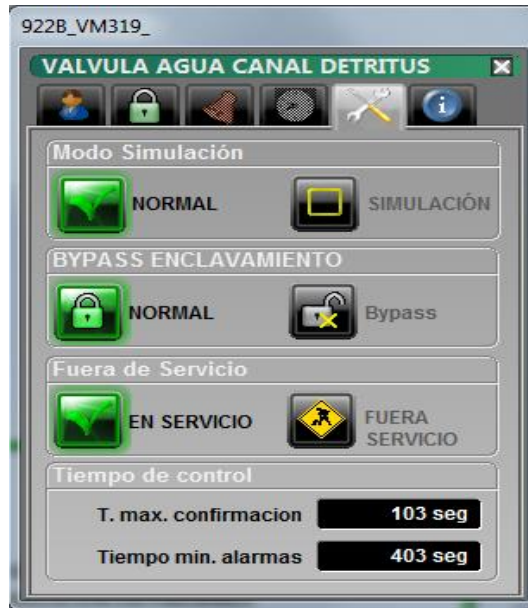 922B_VM319_
VALVULA AGUA CANAL DETRITUS
Modo Simulación
NORMAL
SIMULACIÓN
BYPASS ENCLAVAMIENTO
NORMAL
Bypass
Fuera de Servicio
EN SERVICIO
FUERA
SERVICIO
Tiempo de control
T. max. confirmacion 103 seg
Tiempo min. alarmas 403 seg